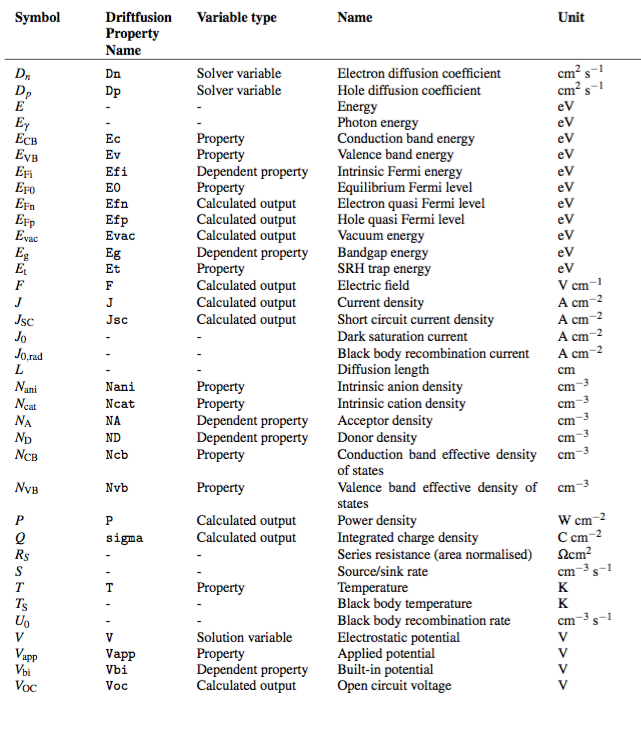 Symbol Driftfusion Property Name Variable type Name Unit
Dn Dn Solver variable Electron diffusion coefficient cm² s⁻¹
Dp Dp Solver variable Hole diffusion coefficient cm² s⁻¹
E - - Energy eV
Eγ - - Photon energy eV
ECB Ec Property Conduction band energy eV
EVB Ev Property Valence band energy eV
EFi Efi Dependent property Intrinsic Fermi energy eV
EF0 E0 Property Equilibrium Fermi level eV
EFn Efn Calculated output Electron quasi Fermi level eV
EFp Efp Calculated output Hole quasi Fermi level eV
Evac Evac Calculated output Vacuum energy eV
Eg Eg Dependent property Bandgap energy eV
Et Et Property SRH trap energy eV
F F Calculated output Electric field V cm⁻¹
J J Calculated output Current density A cm⁻²
JSC Jsc Calculated output Short circuit current density A cm⁻²
J0 - - Dark saturation current A cm⁻²
J0,rad - - Black body recombination current A cm⁻²
L - - Diffusion length cm
Nani Nani Property Intrinsic anion density cm⁻³
Ncat Ncat Property Intrinsic cation density cm⁻³
NA NA Dependent property Acceptor density cm⁻³
ND ND Dependent property Donor density cm⁻³
NCB Ncb Property Conduction band effective density cm⁻³
of states
NVB Nvb Property Valence band effective density of cm⁻³
states
P P Calculated output Power density W cm⁻²
Q sigma Calculated output Integrated charge density C cm⁻²
RS - - Series resistance (area normalised) Ωcm²
S - - Source/sink rate cm⁻³ s⁻¹
T T Property Temperature K
TS - - Black body temperature K
U0 - - Black body recombination rate cm⁻³ s⁻¹
V V Solution variable Electrostatic potential V
Vapp Vapp Property Applied potential V
Vbi Vbi Dependent property Built-in potential V
VOC Voc Calculated output Open circuit voltage V